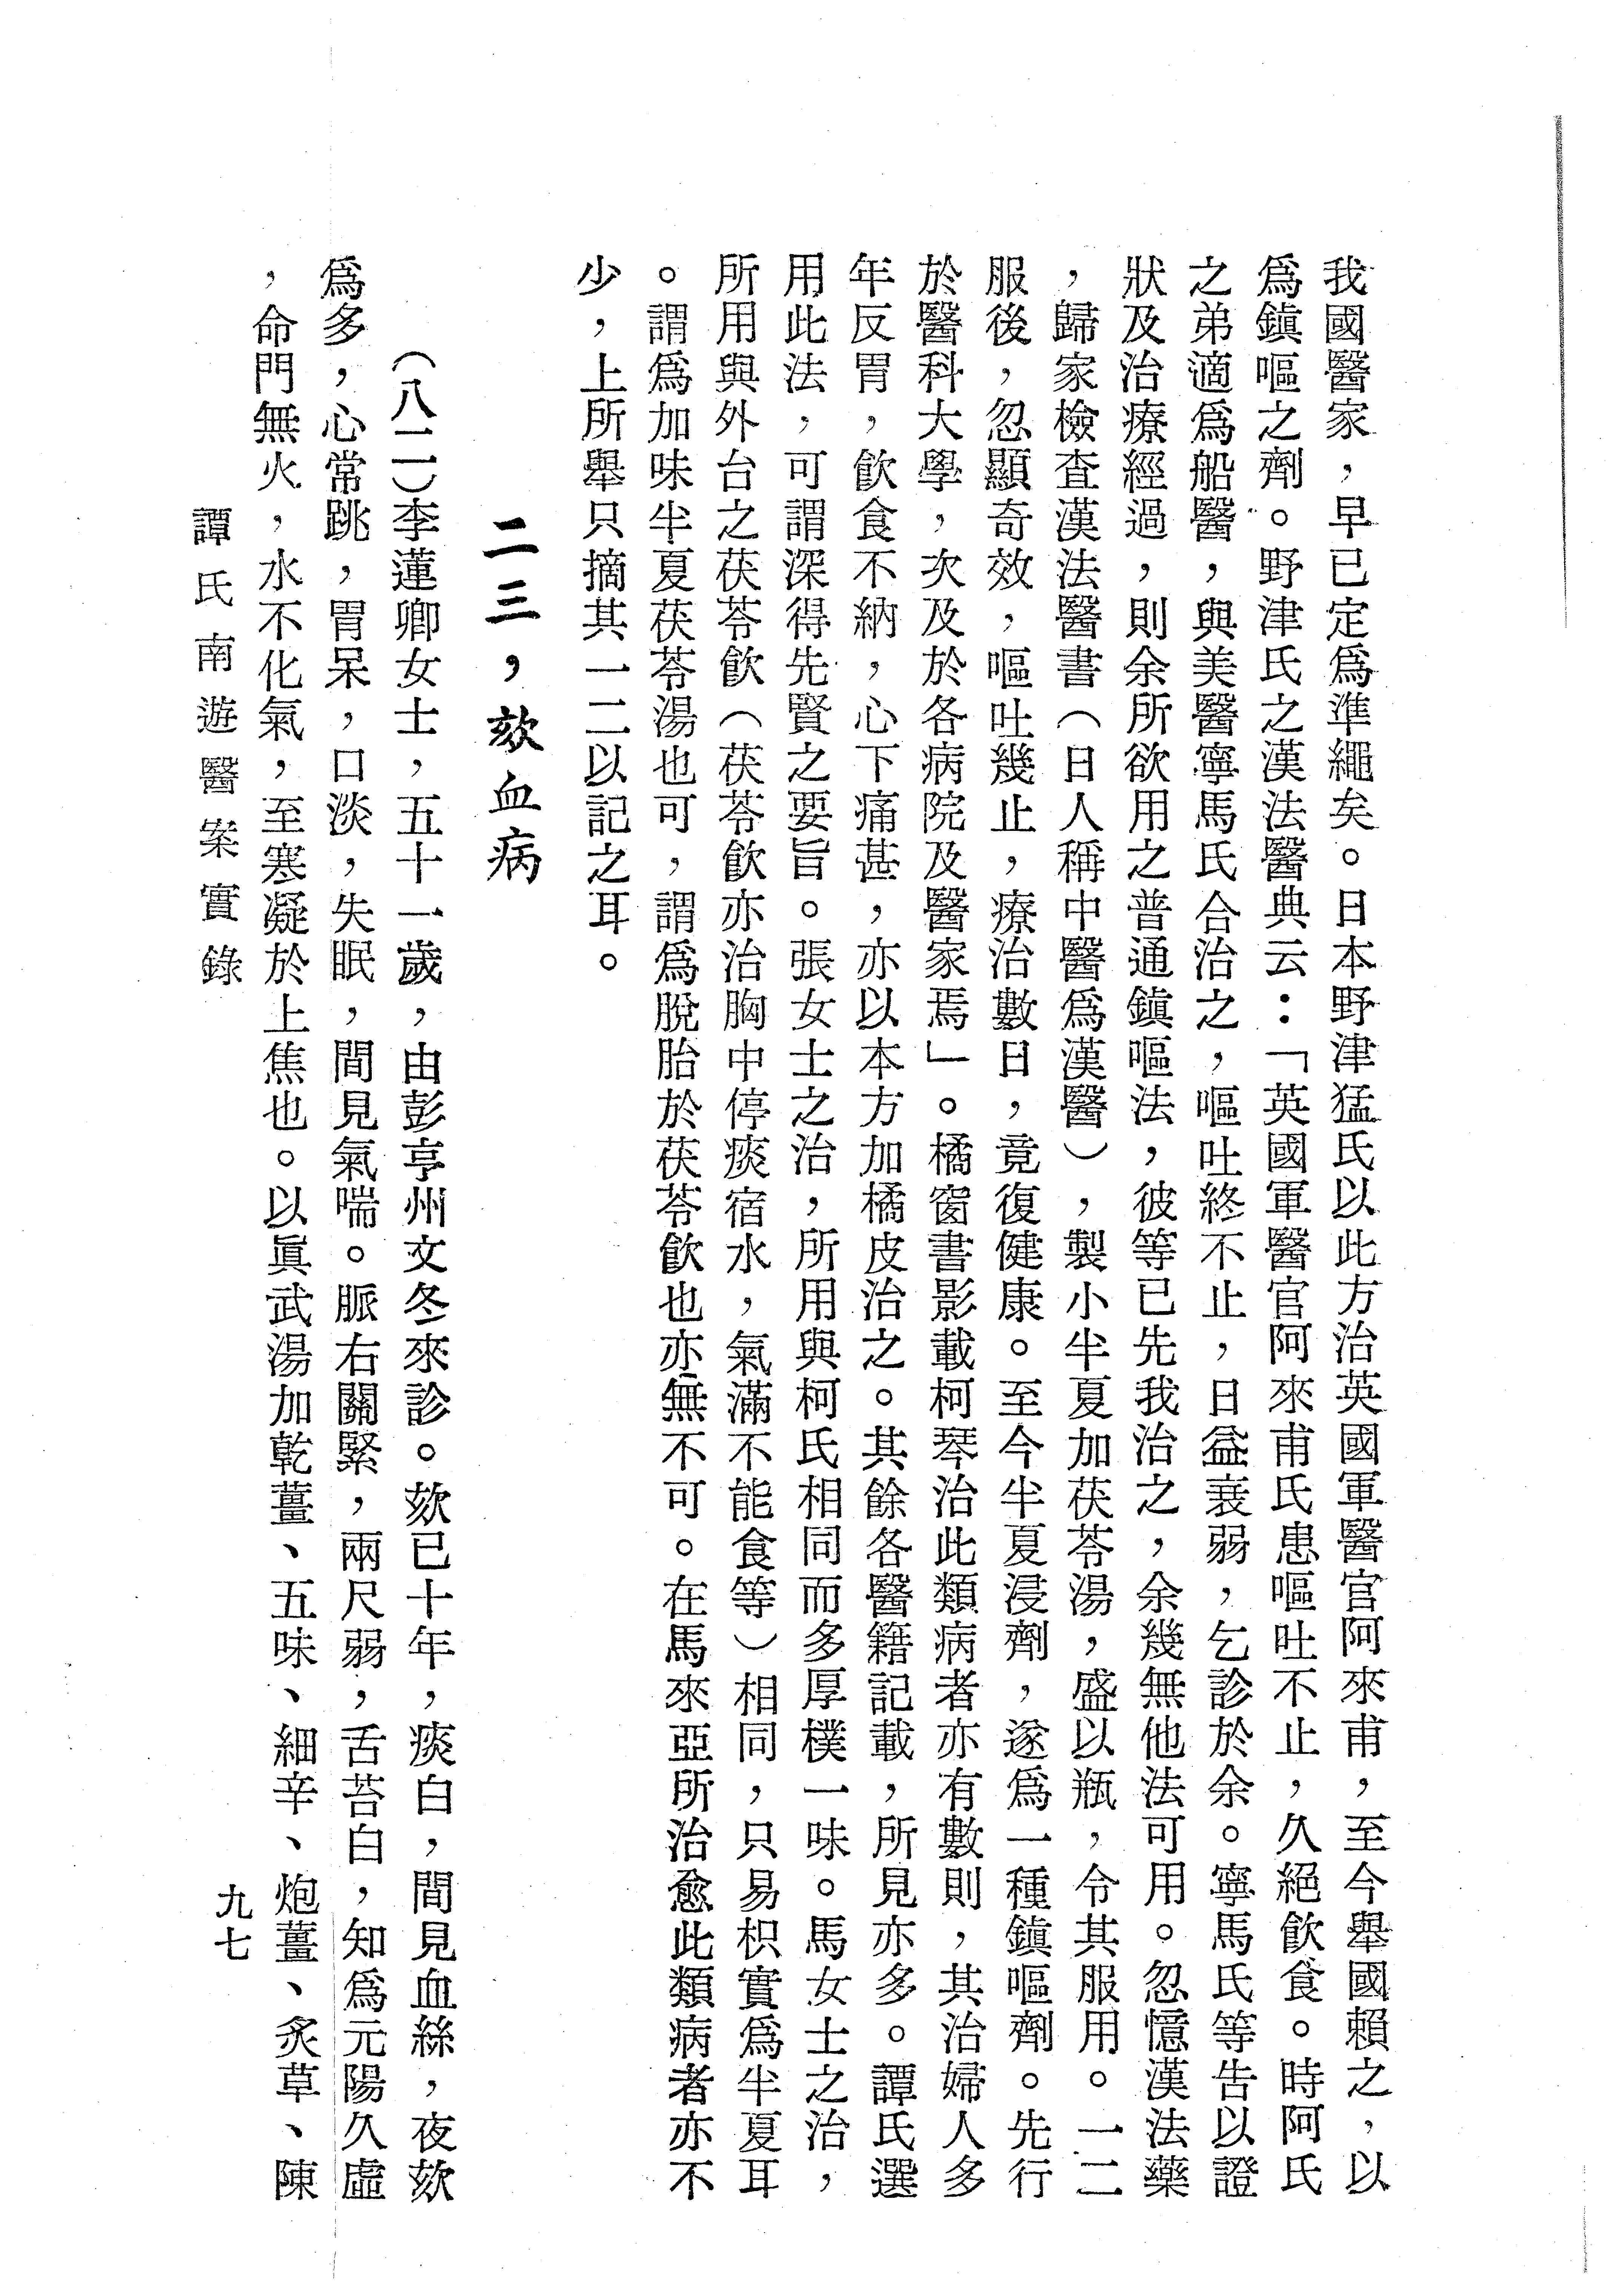 我國醫家，早已定爲準繩矣。日本野津猛氏以此方治英國軍醫官阿來甫，至今舉國賴之，以
爲鎮嘔之劑。野津氏之漢法醫典云：「英國軍醫官阿來甫氏患嘔吐不止，久絕飮食。時阿氏
之弟適爲船醫，與美醫寧馬氏合治之，嘔吐終不止，日益衰弱，乞診於余。寧馬氏等告以證
狀及治療經過，則余所欲用之普通鎮嘔法，彼等已先我治之，余幾無他法可用。忽憶漢法藥
，歸家檢查漢法醫書（日人稱中醫爲漢醫），製小半夏加茯苓湯，盛以瓶，令其服用。一二
服後，忽顯奇效，嘔吐幾止，療治數日，竟復健康。至今半夏浸劑，遂爲一種鎮嘔劑。先行
於醫科大學，次及於各病院及醫家焉」。橘窗書影載柯琴治此類病者亦有數則，其治婦人多
年反胃，飮食不納，心下痛甚，亦以本方加橘皮治之。其餘各醫籍記載，所見亦多。譚氏選
用此法，可謂深得先賢之要旨。張女士之治，所用與柯氏相同而多厚樸一味。馬女士之治，
所用與外台之茯苓飮（茯苓飮亦治胸中停痰宿水，氣滿不能食等）相同，只易枳實爲半夏耳
。謂爲加味半夏茯苓湯也可，謂爲脫胎於茯苓飮也亦無不可。在馬來亞所治愈此類病者亦不
少，上所舉只摘其一二以記之耳。
二三，欬血病
（八二）李蓮卿女士，五十一歲，由彭亨州文冬來診。欬已十年，痰白，間見血絲，夜欬
爲多，心常跳，胃呆，口淡，失眠，間見氣喘。脈右關緊，兩尺弱，舌苔白，知爲元陽久虛
，命門無火，水不化氣，至寒凝於上焦也。以眞武湯加乾薑、五味、細辛、炮薑、炙草、陳
譚氏南遊醫案實錄
九七